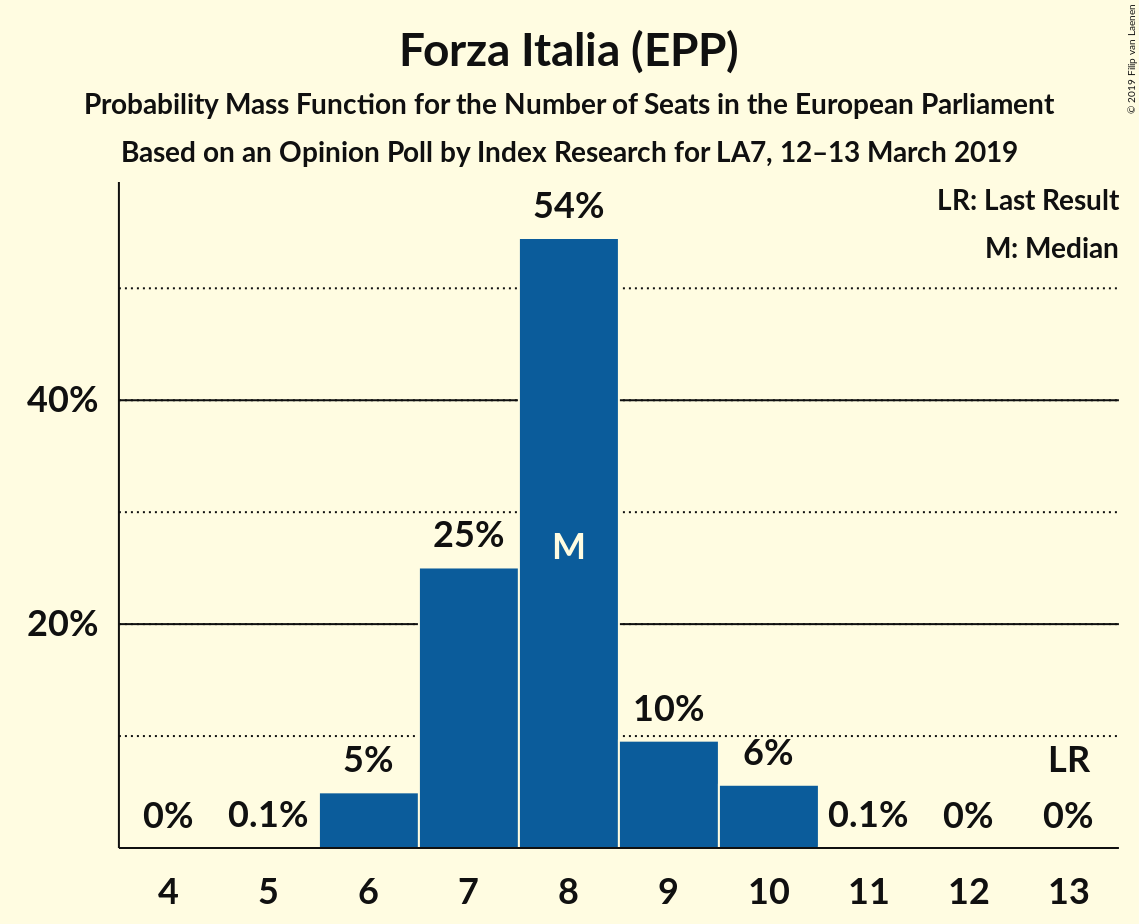 Forza Italia (EPP)
Probability Mass Function for the Number of Seats in the European Parliament
Based on an Opinion Poll by Index Research for LA7, 12–13 March 2019
© 2019 Filip van Laenen
LR: Last Result
M: Median
54%
40%
25%
M
20%
10%
5%
6%
LR
0%
0.1%
0.1%
0%
0%
4 5 6 7 8 9 10 11 12 13